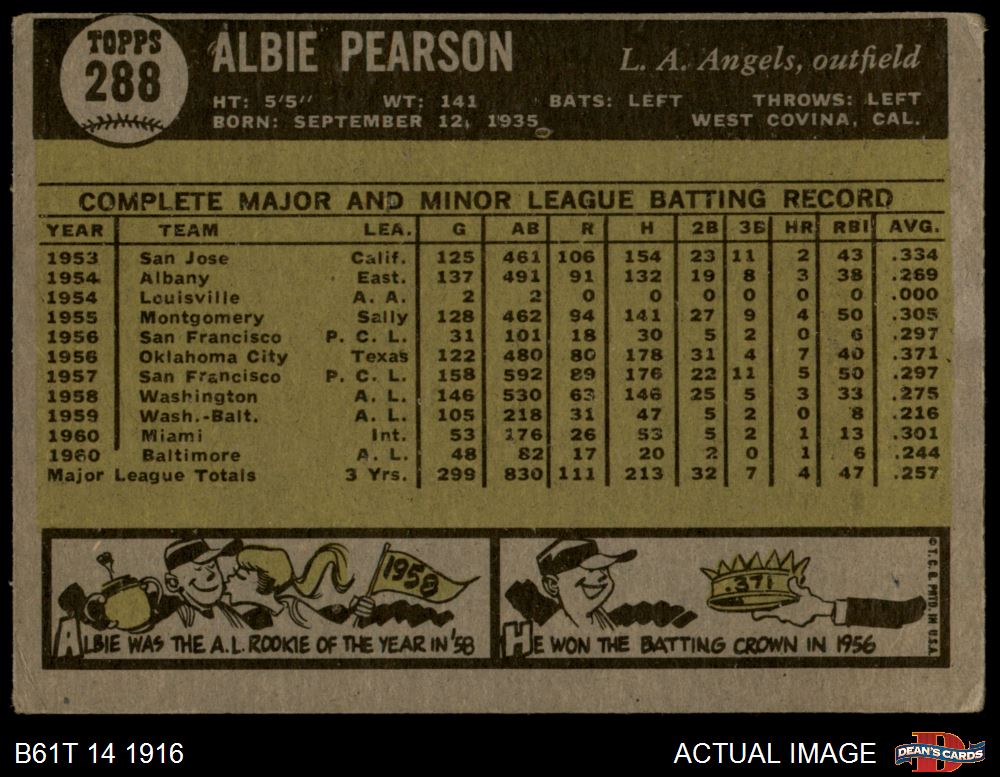 TOPPS
288
ALBIE PEARSON
L. A. Angels, outfield
HT: 5'5" WT: 141 BATS: LEFT THROWS: LEFT
BORN: SEPTEMBER 12, 1935 WEST COVINA, CAL.
COMPLETE MAJOR AND MINOR LEAGUE BATTING RECORD
YEAR TEAM LEA. G AB R H 2B 3B HR RBI AVG.
1953 San Jose Calif. 125 461 106 154 23 11 2 43 .334
1954 Albany East. 137 491 91 132 19 8 3 38 .269
1954 Louisville A. A. 2 2 0 0 0 0 0 0 .000
1955 Montgomery Sally 128 462 94 141 27 9 4 50 .305
1956 San Francisco P. C. L. 31 101 18 30 5 2 0 6 .297
1956 Oklahoma City Texas 122 480 80 178 31 4 7 40 .371
1957 San Francisco P. C. L. 158 592 89 176 22 11 5 50 .297
1958 Washington A. L. 146 530 63 146 25 5 3 33 .275
1959 Wash.-Balt. A. L. 105 218 31 47 5 2 0 8 .216
1960 Miami Int. 53 176 26 53 5 2 1 13 .301
1960 Baltimore A. L. 48 82 17 20 2 0 1 6 .244
Major League Totals 3 Yrs. 299 830 111 213 32 7 4 47 .257
1958
ALBIE WAS THE A.L. ROOKIE OF THE YEAR IN '58
.371
HE WON THE BATTING CROWN IN 1956
© T. C. G. PRTD. IN U.S.A.
B61T 14 1916
ACTUAL IMAGE
D
DEAN'S CARDS